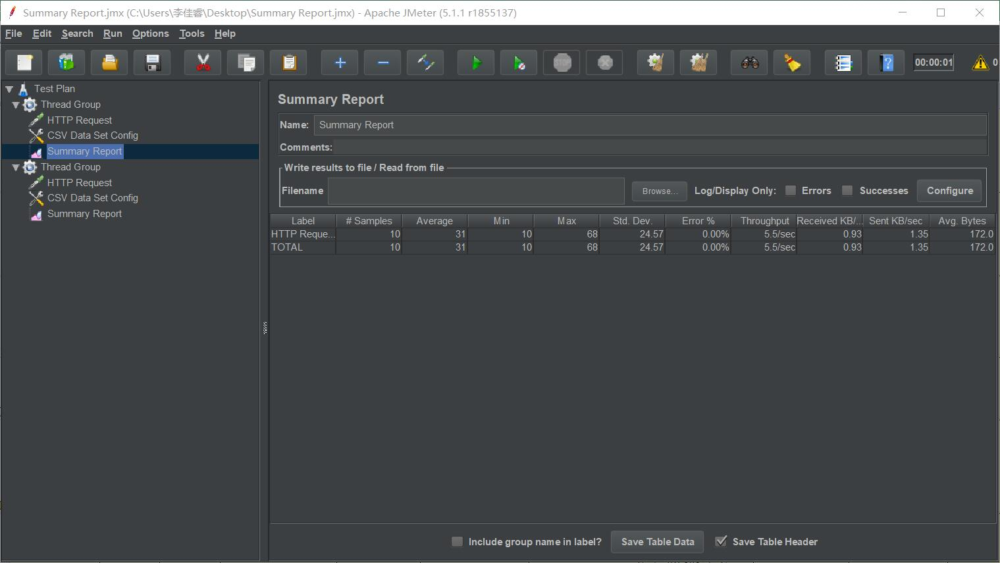 Summary Report.jmx (C:\Users\李佳睿\Desktop\Summary Report.jmx) - Apache JMeter (5.1.1 r1855137)
File Edit Search Run Options Tools Help
STOP ? 00:00:01 0
Test Plan
Thread Group
HTTP Request
CSV Data Set Config
Summary Report
Thread Group
HTTP Request
CSV Data Set Config
Summary Report
Summary Report
Name: Summary Report
Comments:
Write results to file / Read from file
Filename Browse... Log/Display Only: Errors Successes Configure
Label # Samples Average Min Max Std. Dev. Error % Throughput Received KB/... Sent KB/sec Avg. Bytes
HTTP Reque... 10 31 10 68 24.57 0.00% 5.5/sec 0.93 1.35 172.0
TOTAL 10 31 10 68 24.57 0.00% 5.5/sec 0.93 1.35 172.0
Include group name in label? Save Table Data Save Table Header